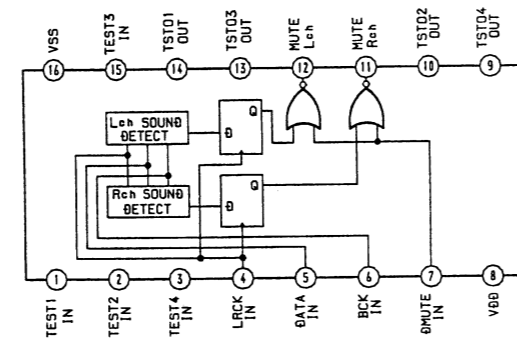 VSS
TEST3
IN
TSTO1
OUT
TSTO3
OUT
MUTE
Lch
MUTE
Rch
TSTO2
OUT
TSTO4
OUT
16
15
14
13
12
11
10
9
Lch SOUND
DETECT
Q
D
Rch SOUND
DETECT
Q
D
1
2
3
4
5
6
7
8
TEST1
IN
TEST2
IN
TEST4
IN
LRCK
IN
DATA
IN
BCK
IN
DMUTE
IN
VDD